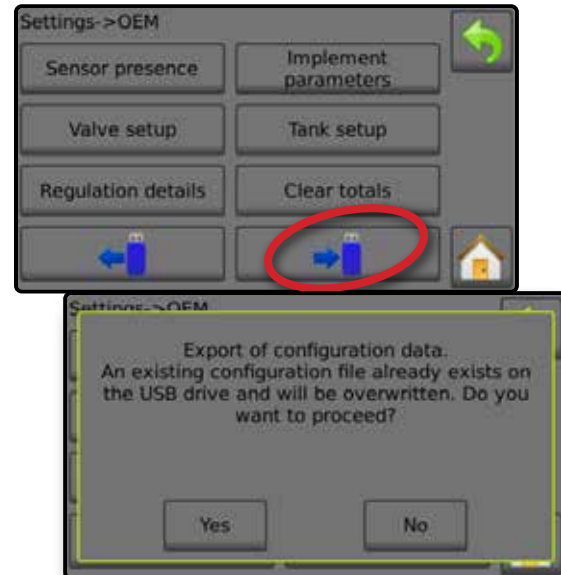 Settings->OEM
Sensor presence
Implement
parameters
Valve setup
Tank setup
Regulation details
Clear totals
Settings->OEM
Export of configuration data.
An existing configuration file already exists on
the USB drive and will be overwritten. Do you
want to proceed?
Yes
No